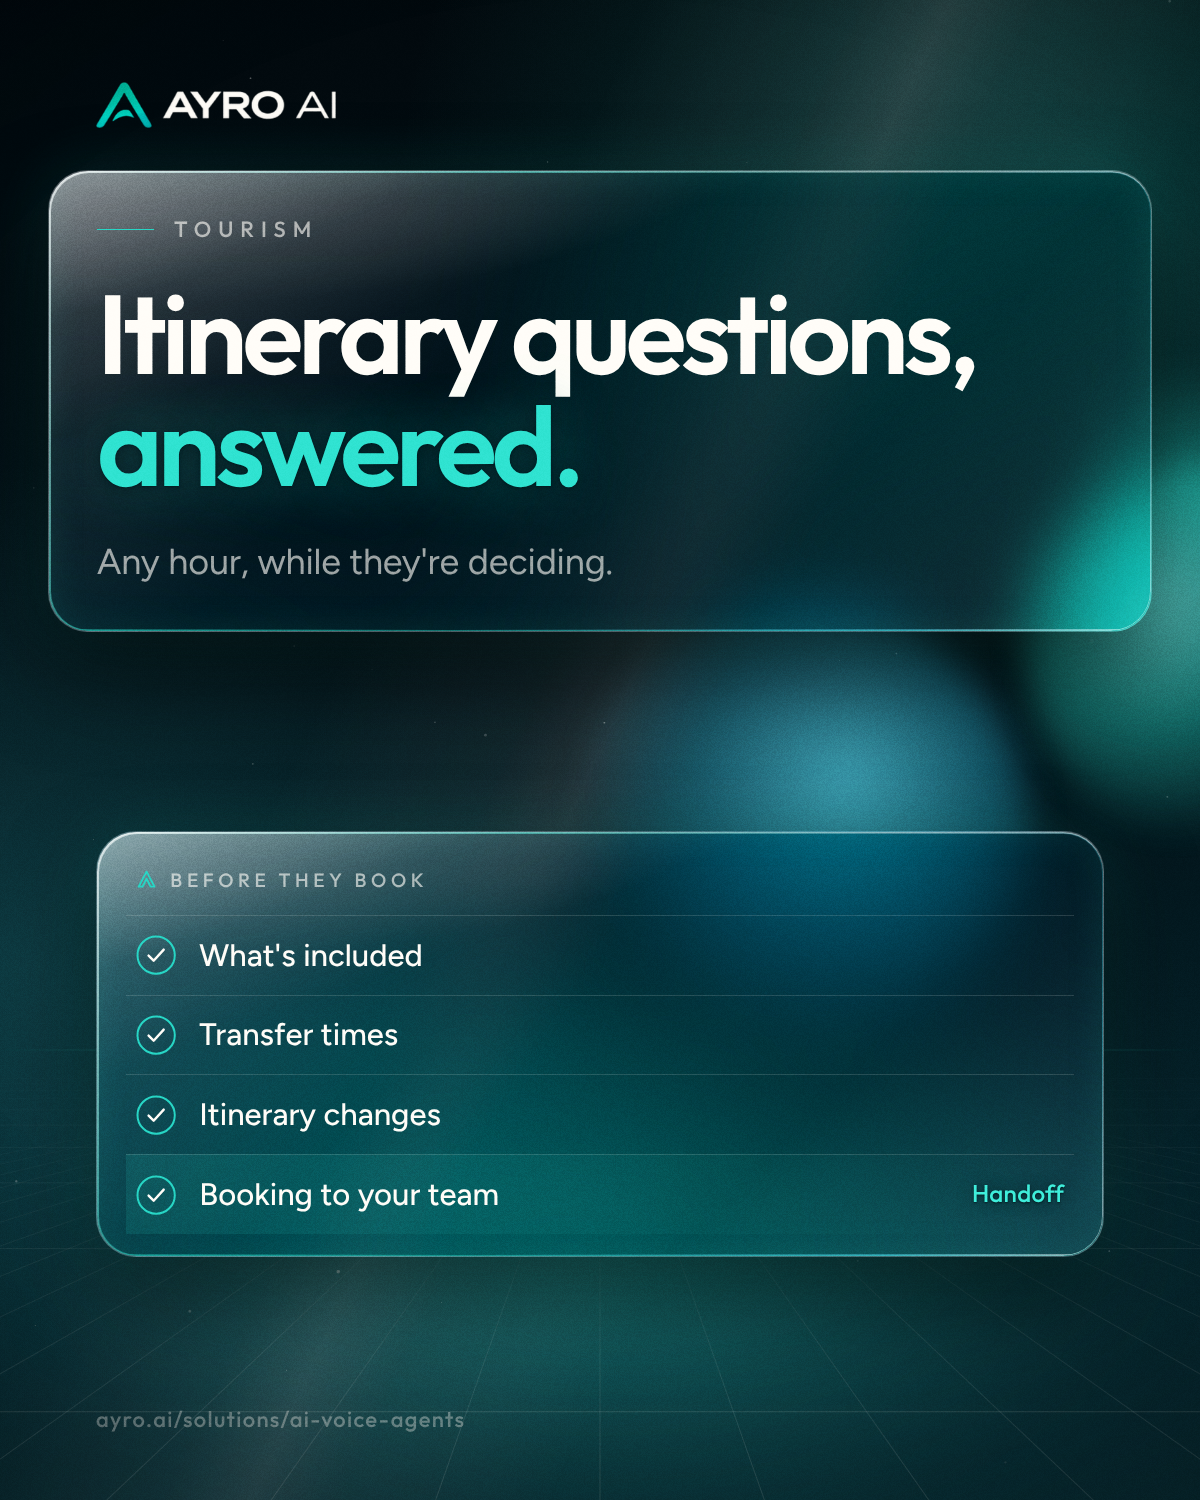 AYRO AI
TOURISM
Itinerary questions,
answered.
Any hour, while they're deciding.
BEFORE THEY BOOK
What's included
Transfer times
Itinerary changes
Booking to your team
Handoff
ayro.ai/solutions/ai-voice-agents